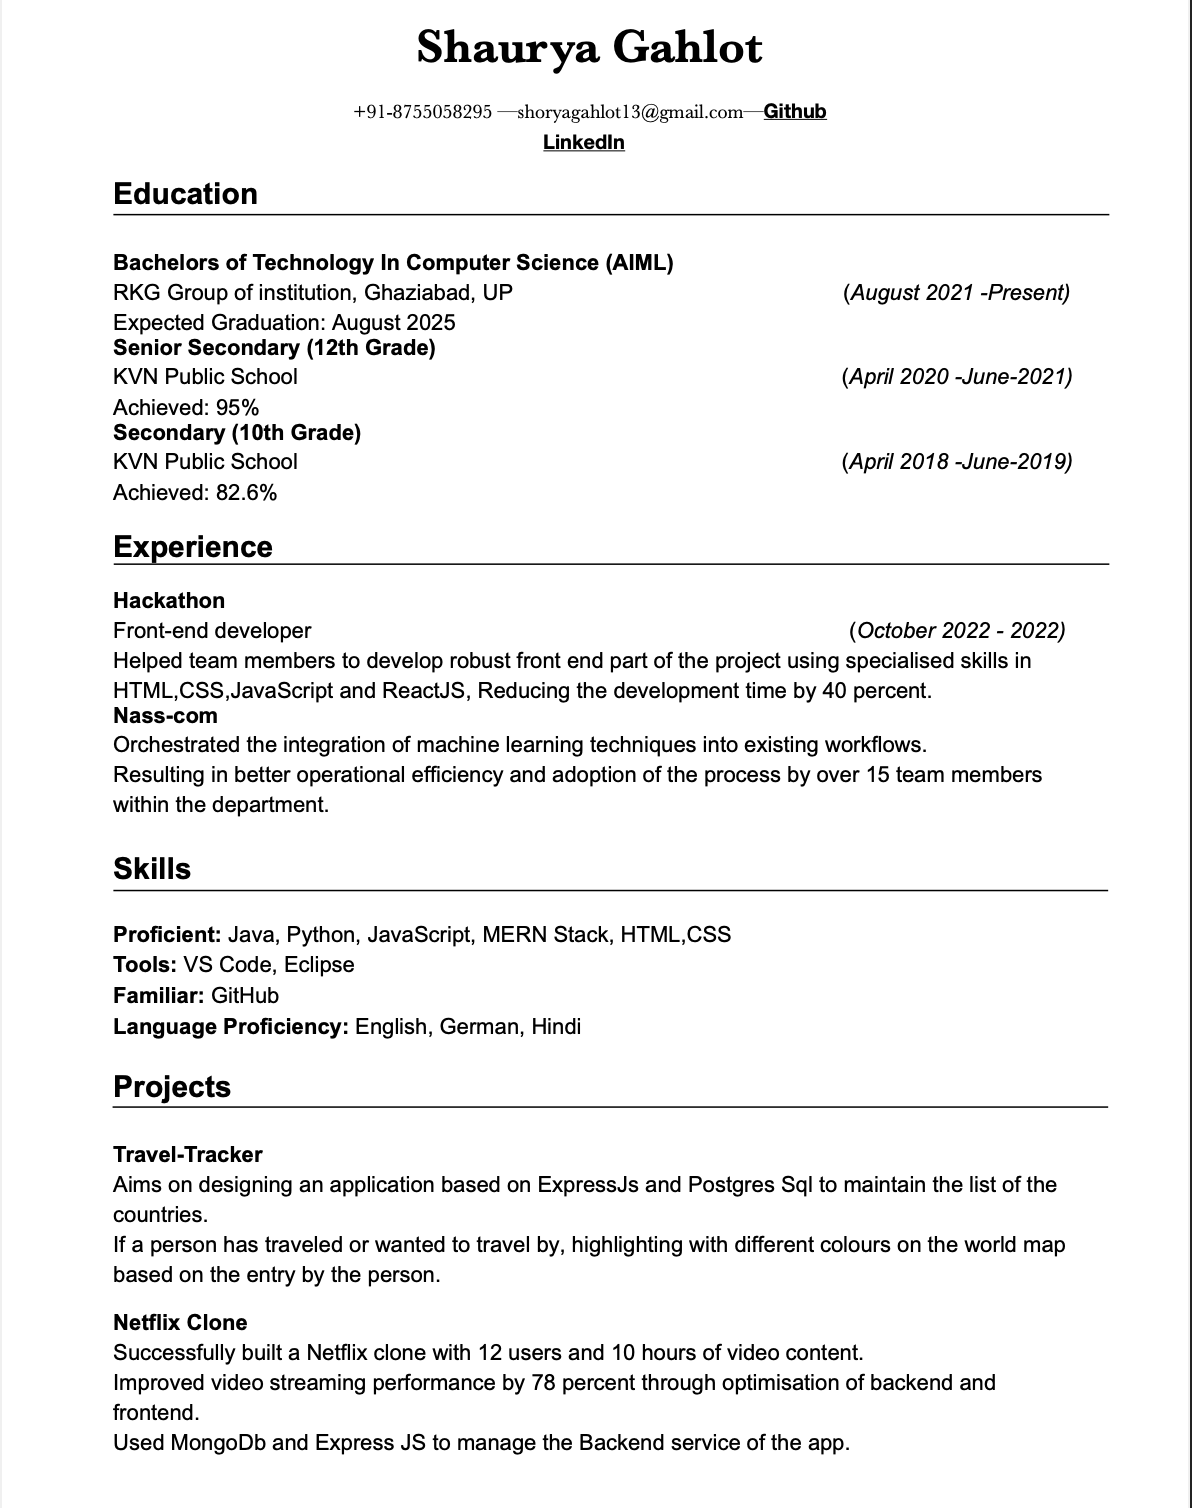 Shaurya Gahlot
+91-8755058295 —shoryagahlot13@gmail.com—Github
LinkedIn
Education
Bachelors of Technology In Computer Science (AIML)
RKG Group of institution, Ghaziabad, UP (August 2021 -Present)
Expected Graduation: August 2025
Senior Secondary (12th Grade)
KVN Public School (April 2020 -June-2021)
Achieved: 95%
Secondary (10th Grade)
KVN Public School (April 2018 -June-2019)
Achieved: 82.6%
Experience
Hackathon
Front-end developer (October 2022 - 2022)
Helped team members to develop robust front end part of the project using specialised skills in
HTML,CSS,JavaScript and ReactJS, Reducing the development time by 40 percent.
Nass-com
Orchestrated the integration of machine learning techniques into existing workflows.
Resulting in better operational efficiency and adoption of the process by over 15 team members
within the department.
Skills
Proficient: Java, Python, JavaScript, MERN Stack, HTML,CSS
Tools: VS Code, Eclipse
Familiar: GitHub
Language Proficiency: English, German, Hindi
Projects
Travel-Tracker
Aims on designing an application based on ExpressJs and Postgres Sql to maintain the list of the
countries.
If a person has traveled or wanted to travel by, highlighting with different colours on the world map
based on the entry by the person.
Netflix Clone
Successfully built a Netflix clone with 12 users and 10 hours of video content.
Improved video streaming performance by 78 percent through optimisation of backend and
frontend.
Used MongoDb and Express JS to manage the Backend service of the app.